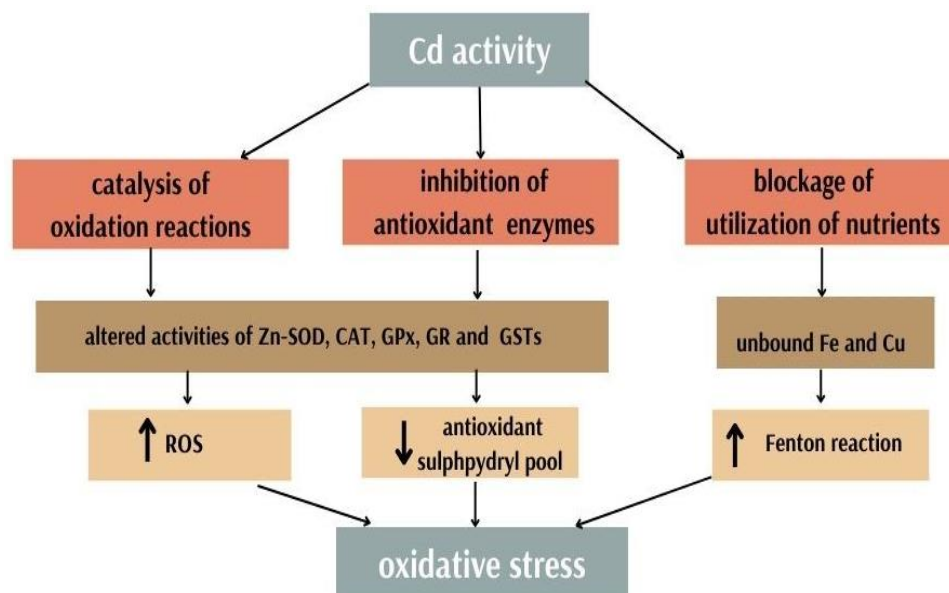 Cd activity
catalysis of
oxidation reactions
inhibition of
antioxidant enzymes
blockage of
utilization of nutrients
altered activities of Zn-SOD, CAT, GPx, GR and GSTs
unbound Fe and Cu
ROS
antioxidant
sulphpydryl pool
Fenton reaction
oxidative stress